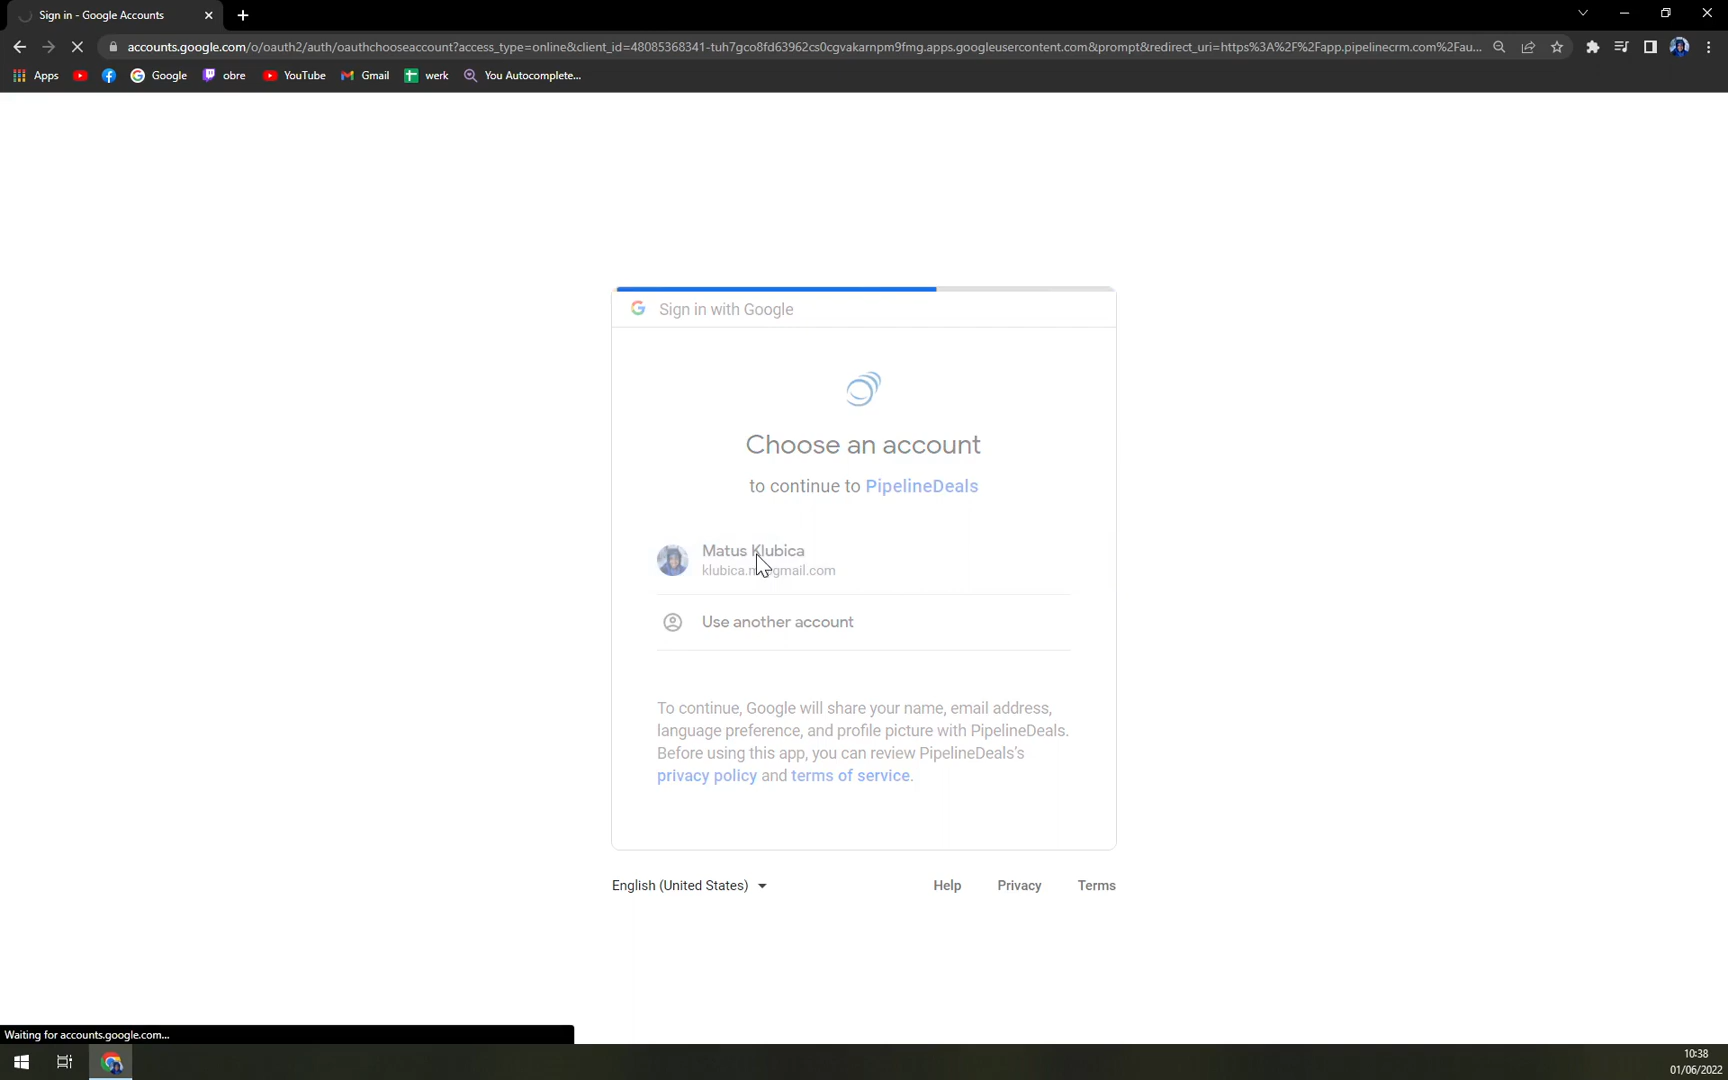 Sign in - Google Accounts
accounts.google.com/o/oauth2/auth/oauthchooseaccount?access_type=online&client_id=48085368341-tuh7gco8fd63962cs0cgvakarnpm9fmg.apps.googleusercontent.com&prompt&redirect_uri=https%3A%2F%2Fapp.pipelinecrm.com%2Fau...
Apps Google obre YouTube Gmail werk You Autocomplete...
Sign in with Google
Choose an account
to continue to PipelineDeals
Matus Klubica
gmail.com
Use another account
To continue, Google will share your name, email address,
language preference, and profile picture with PipelineDeals.
Before using this app, you can review PipelineDeals's
privacy policy and terms of service.
English (United States) Help Privacy Terms
Waiting for accounts.google.com...
10:38
01/06/2022